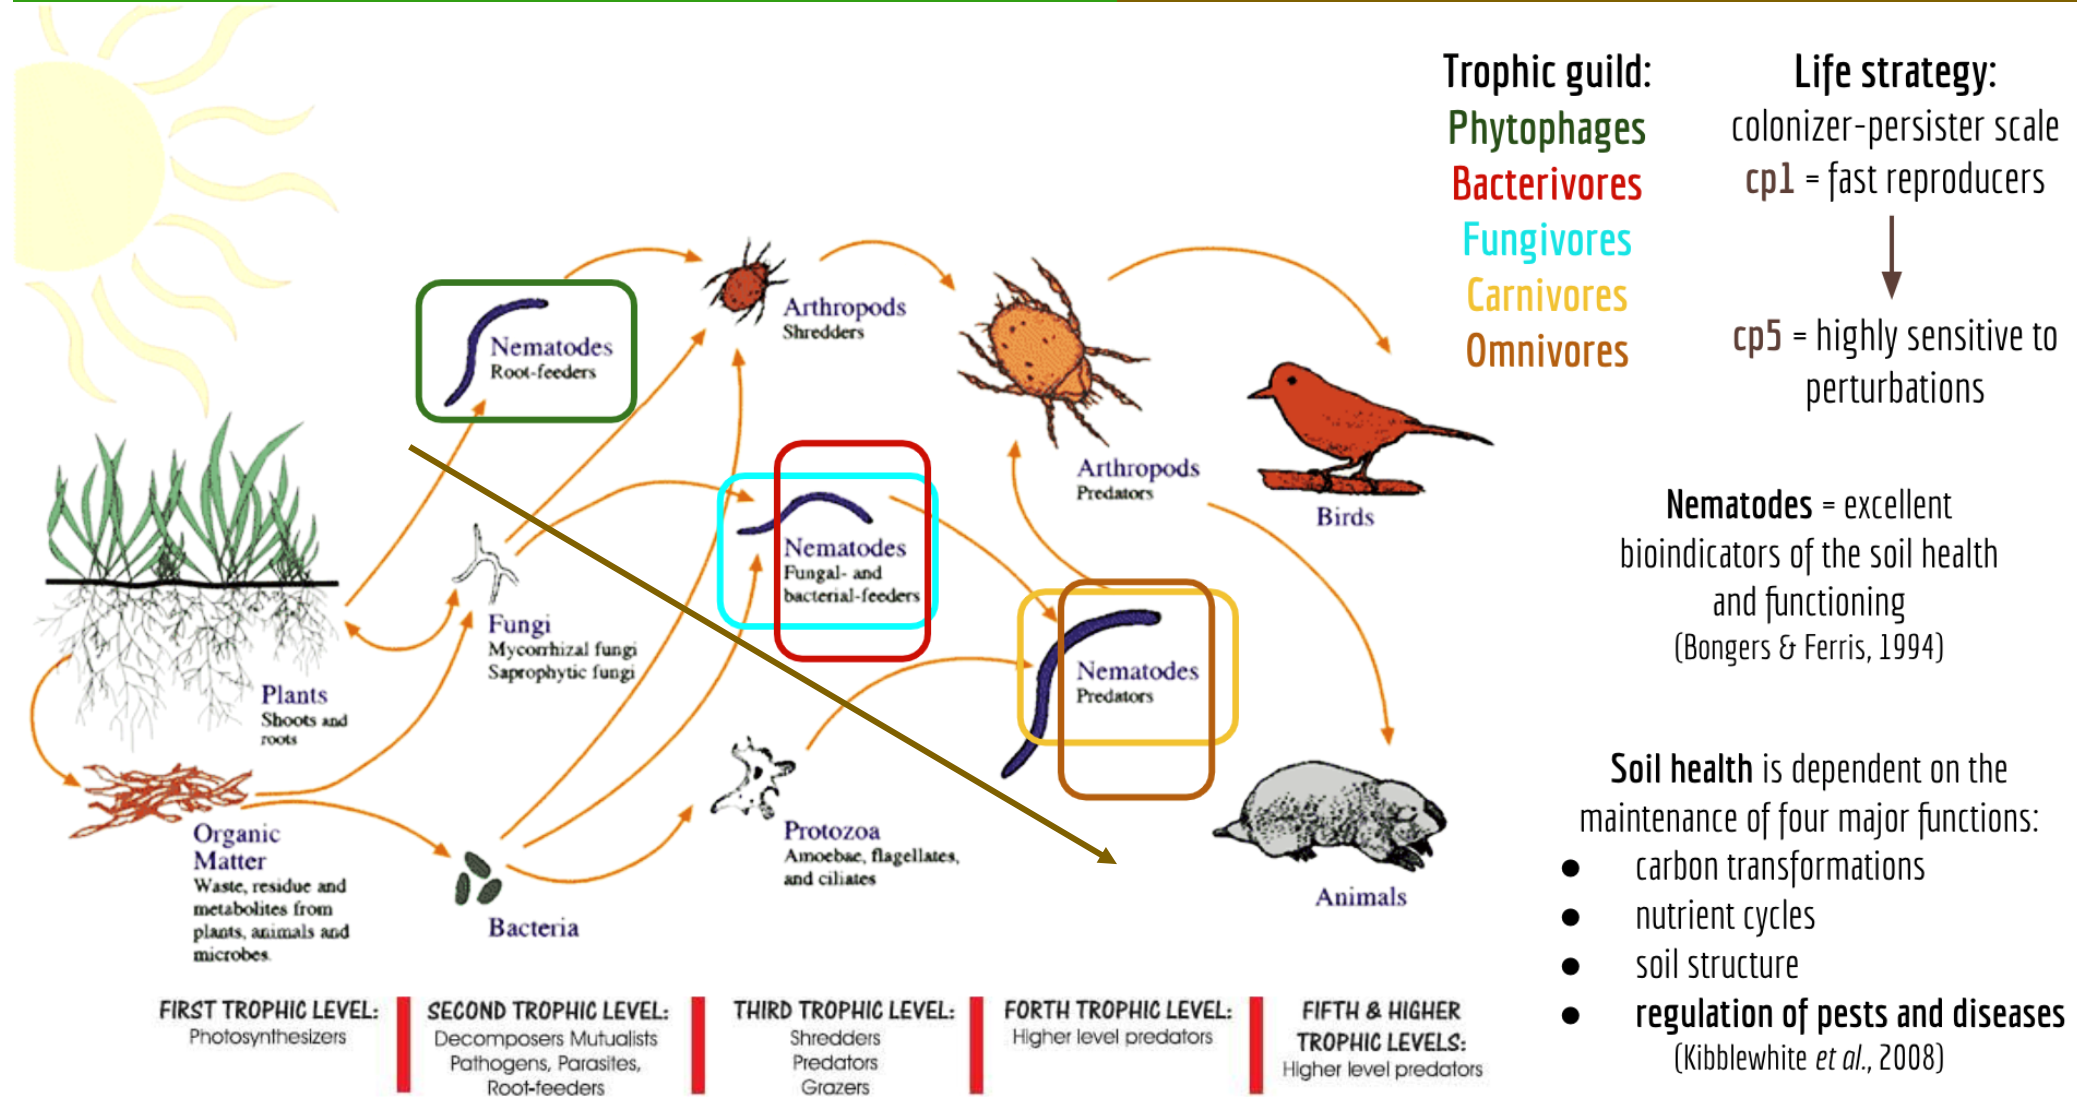 Trophic guild:
Phytophages
Bacterivores
Fungivores
Carnivores
Omnivores
Life strategy:
colonizer-persister scale
cp1 = fast reproducers
cp5 = highly sensitive to
perturbations
Nematodes
Root-feeders
Arthropods
Shredders
Arthropods
Predators
Birds
Nematodes
Fungal- and
bacterial-feeders
Fungi
Mycorrhizal fungi
Saprophytic fungi
Nematodes
Predators
Plants
Shoots and
roots
Organic
Matter
Waste, residue and
metabolites from
plants, animals and
microbes.
Bacteria
Protozoa
Amoebae, flagellates,
and ciliates
Animals
Nematodes = excellent
bioindicators of the soil health
and functioning
(Bongers & Ferris, 1994)
Soil health is dependent on the
maintenance of four major functions:
● carbon transformations
● nutrient cycles
● soil structure
● regulation of pests and diseases
(Kibblewhite et al., 2008)
FIRST TROPHIC LEVEL:
Photosynthesizers
SECOND TROPHIC LEVEL:
Decomposers Mutualists
Pathogens, Parasites,
Root-feeders
THIRD TROPHIC LEVEL:
Shredders
Predators
Grazers
FORTH TROPHIC LEVEL:
Higher level predators
FIFTH & HIGHER
TROPHIC LEVELS:
Higher level predators